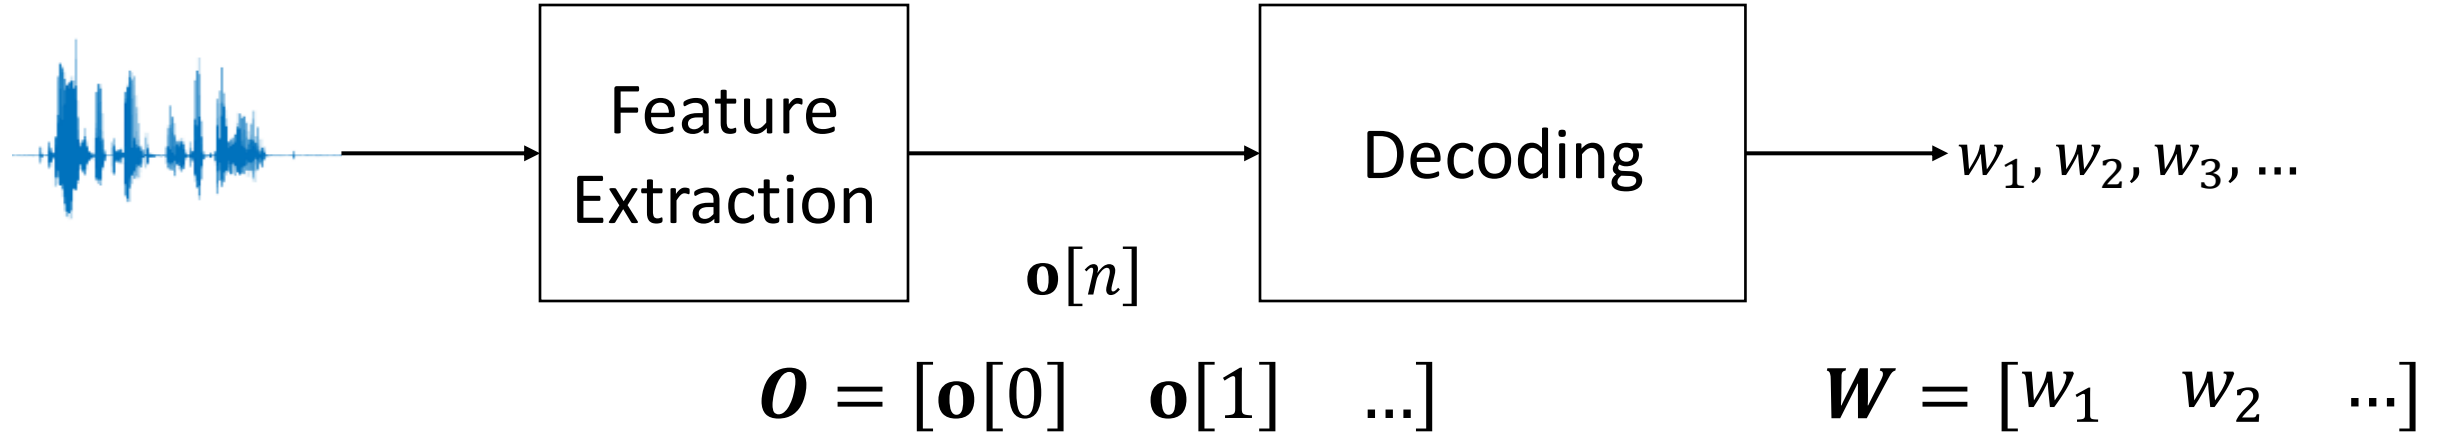 Feature
Extraction
Decoding
w₁, w₂, w₃, …
𝐨[n]
𝑶 = [𝐨[0] 𝐨[1] …]
𝑾 = [w₁ w₂ …]